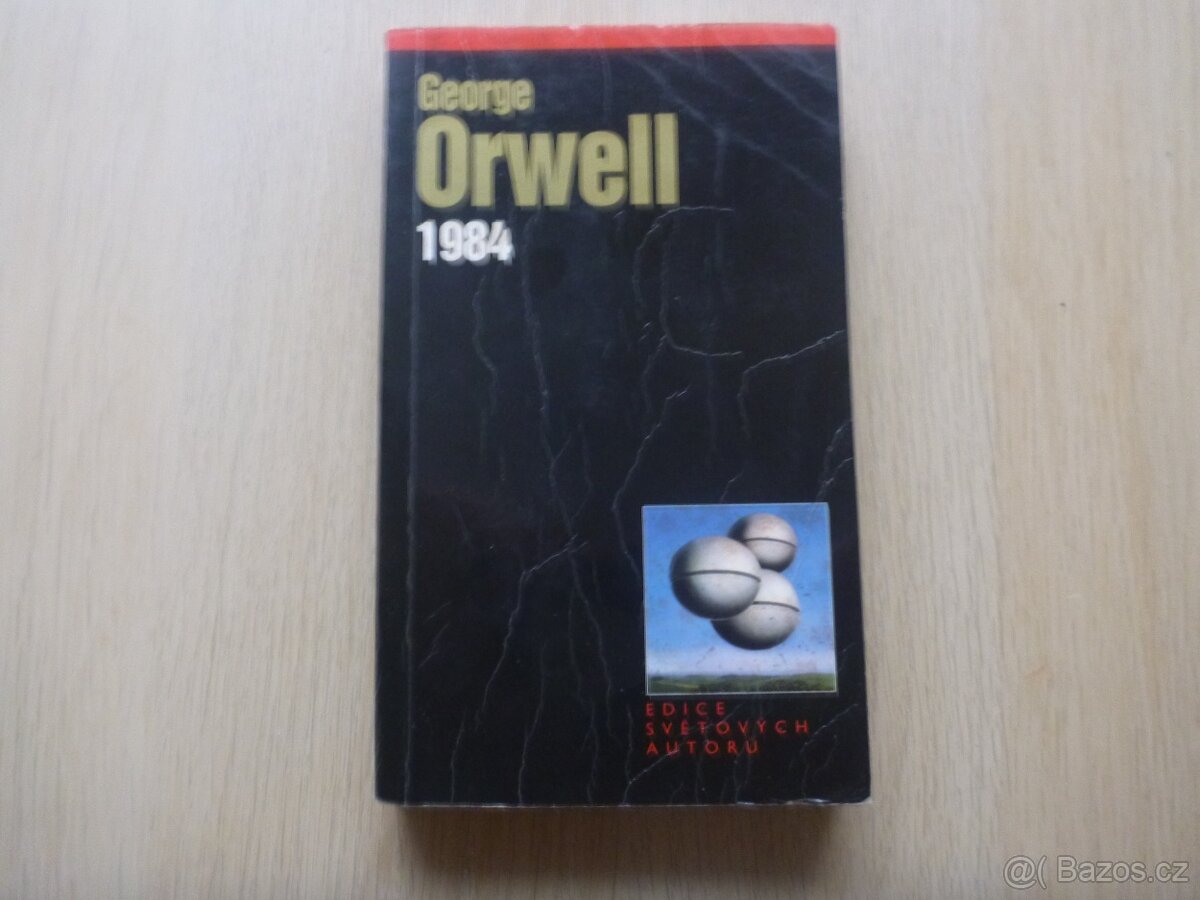 George
Orwell
1984
EDICE
SVĚTOVÝCH
AUTORŮ
@( Bazos.cz